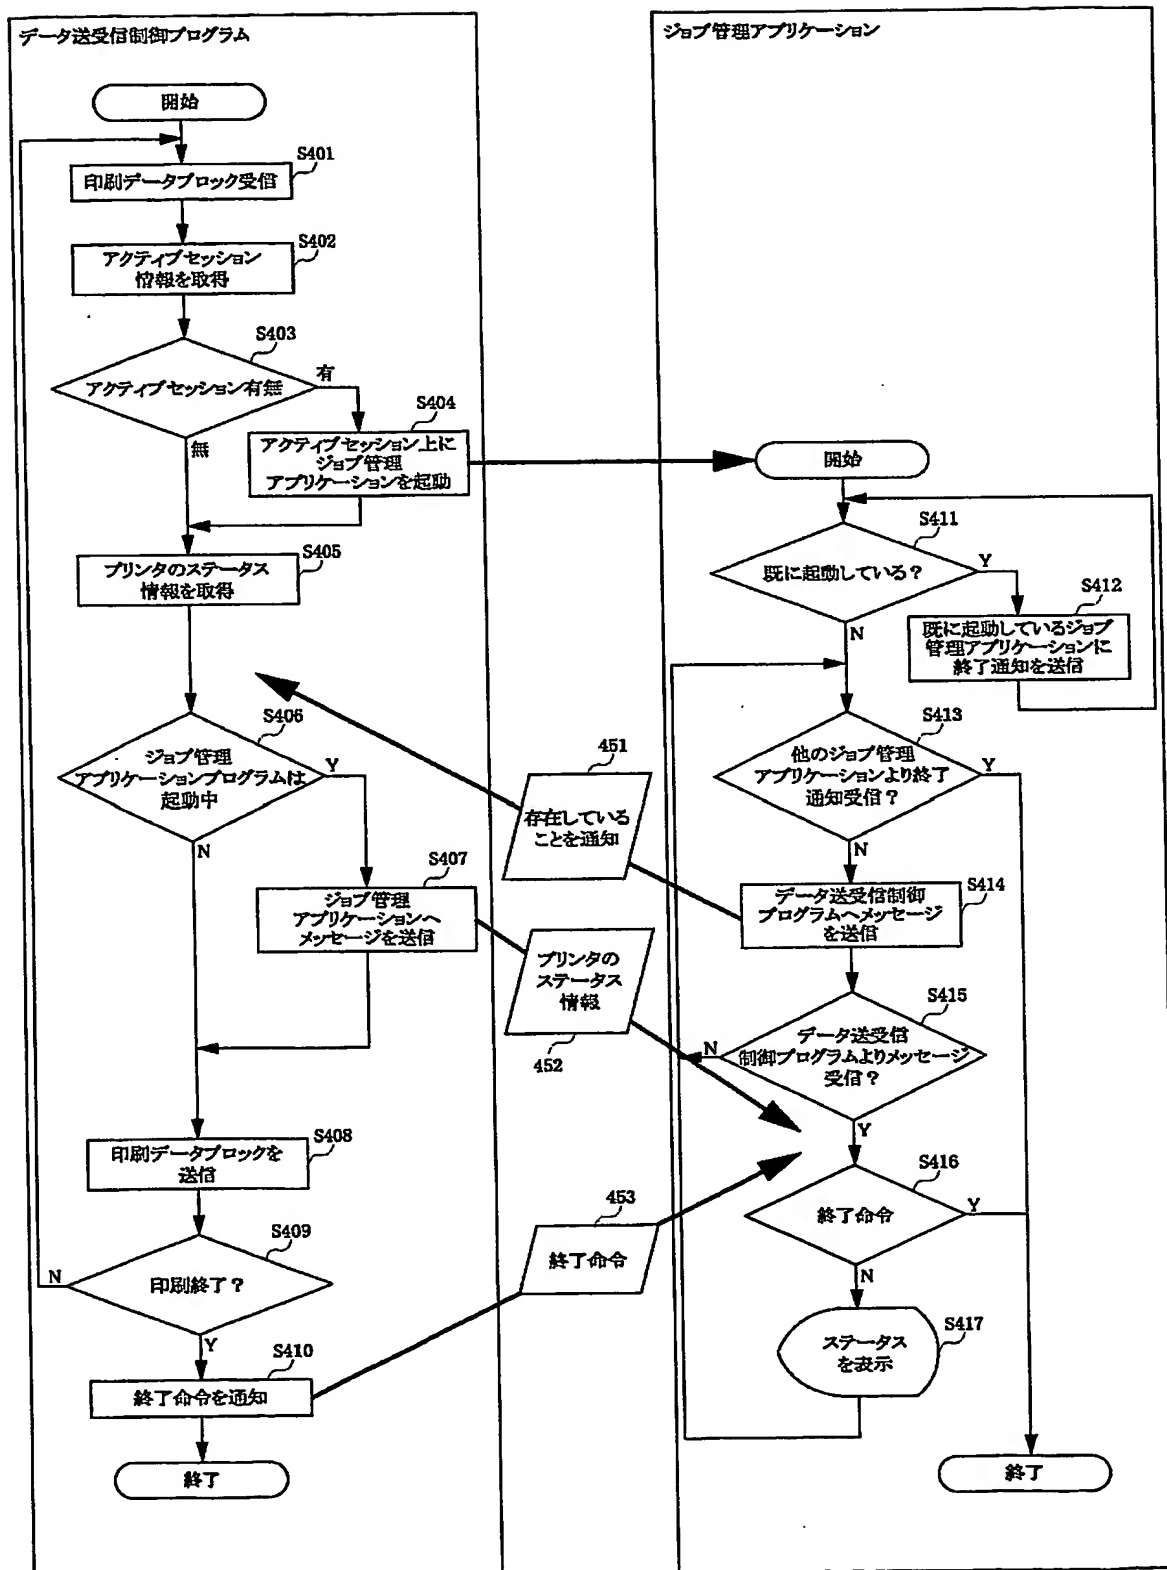 データ送受信制御プログラム
開始
S401
印刷データブロック受信
S402
アクティブセッション
情報を取得
S403
アクティブセッション有無
有
無
S404
アクティブセッション上に
ジョブ管理
アプリケーションを起動
S405
プリンタのステータス
情報を取得
S406
ジョブ管理
アプリケーションプログラムは
起動中
Y
N
S407
ジョブ管理
アプリケーションへ
メッセージを送信
S408
印刷データブロックを
送信
S409
印刷終了？
N
Y
S410
終了命令を通知
終了
451
存在している
ことを通知
プリンタの
ステータス
情報
452
453
終了命令
ジョブ管理アプリケーション
開始
S411
既に起動している？
Y
N
S412
既に起動しているジョブ
管理アプリケーションに
終了通知を送信
S413
他のジョブ管理
アプリケーションより終了
通知受信？
Y
N
S414
データ送受信制御
プログラムへメッセージ
を送信
S415
データ送受信
制御プログラムよりメッセージ
受信？
N
Y
S416
終了命令
Y
N
S417
ステータス
を表示
終了